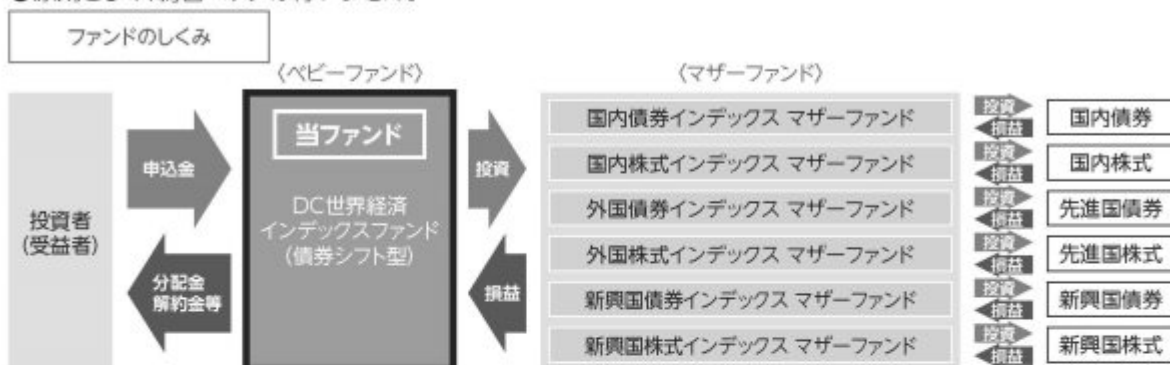 ファンドのしくみ
〈ベビーファンド〉
〈マザーファンド〉
投資者
(受益者)
申込金
分配金
解約金等
当ファンド
DC世界経済
インデックスファンド
(債券シフト型)
投資
損益
国内債券インデックス マザーファンド
投資
損益
国内債券
国内株式インデックス マザーファンド
投資
損益
国内株式
外国債券インデックス マザーファンド
投資
損益
先進国債券
外国株式インデックス マザーファンド
投資
損益
先進国株式
新興国債券インデックス マザーファンド
投資
損益
新興国債券
新興国株式インデックス マザーファンド
投資
損益
新興国株式